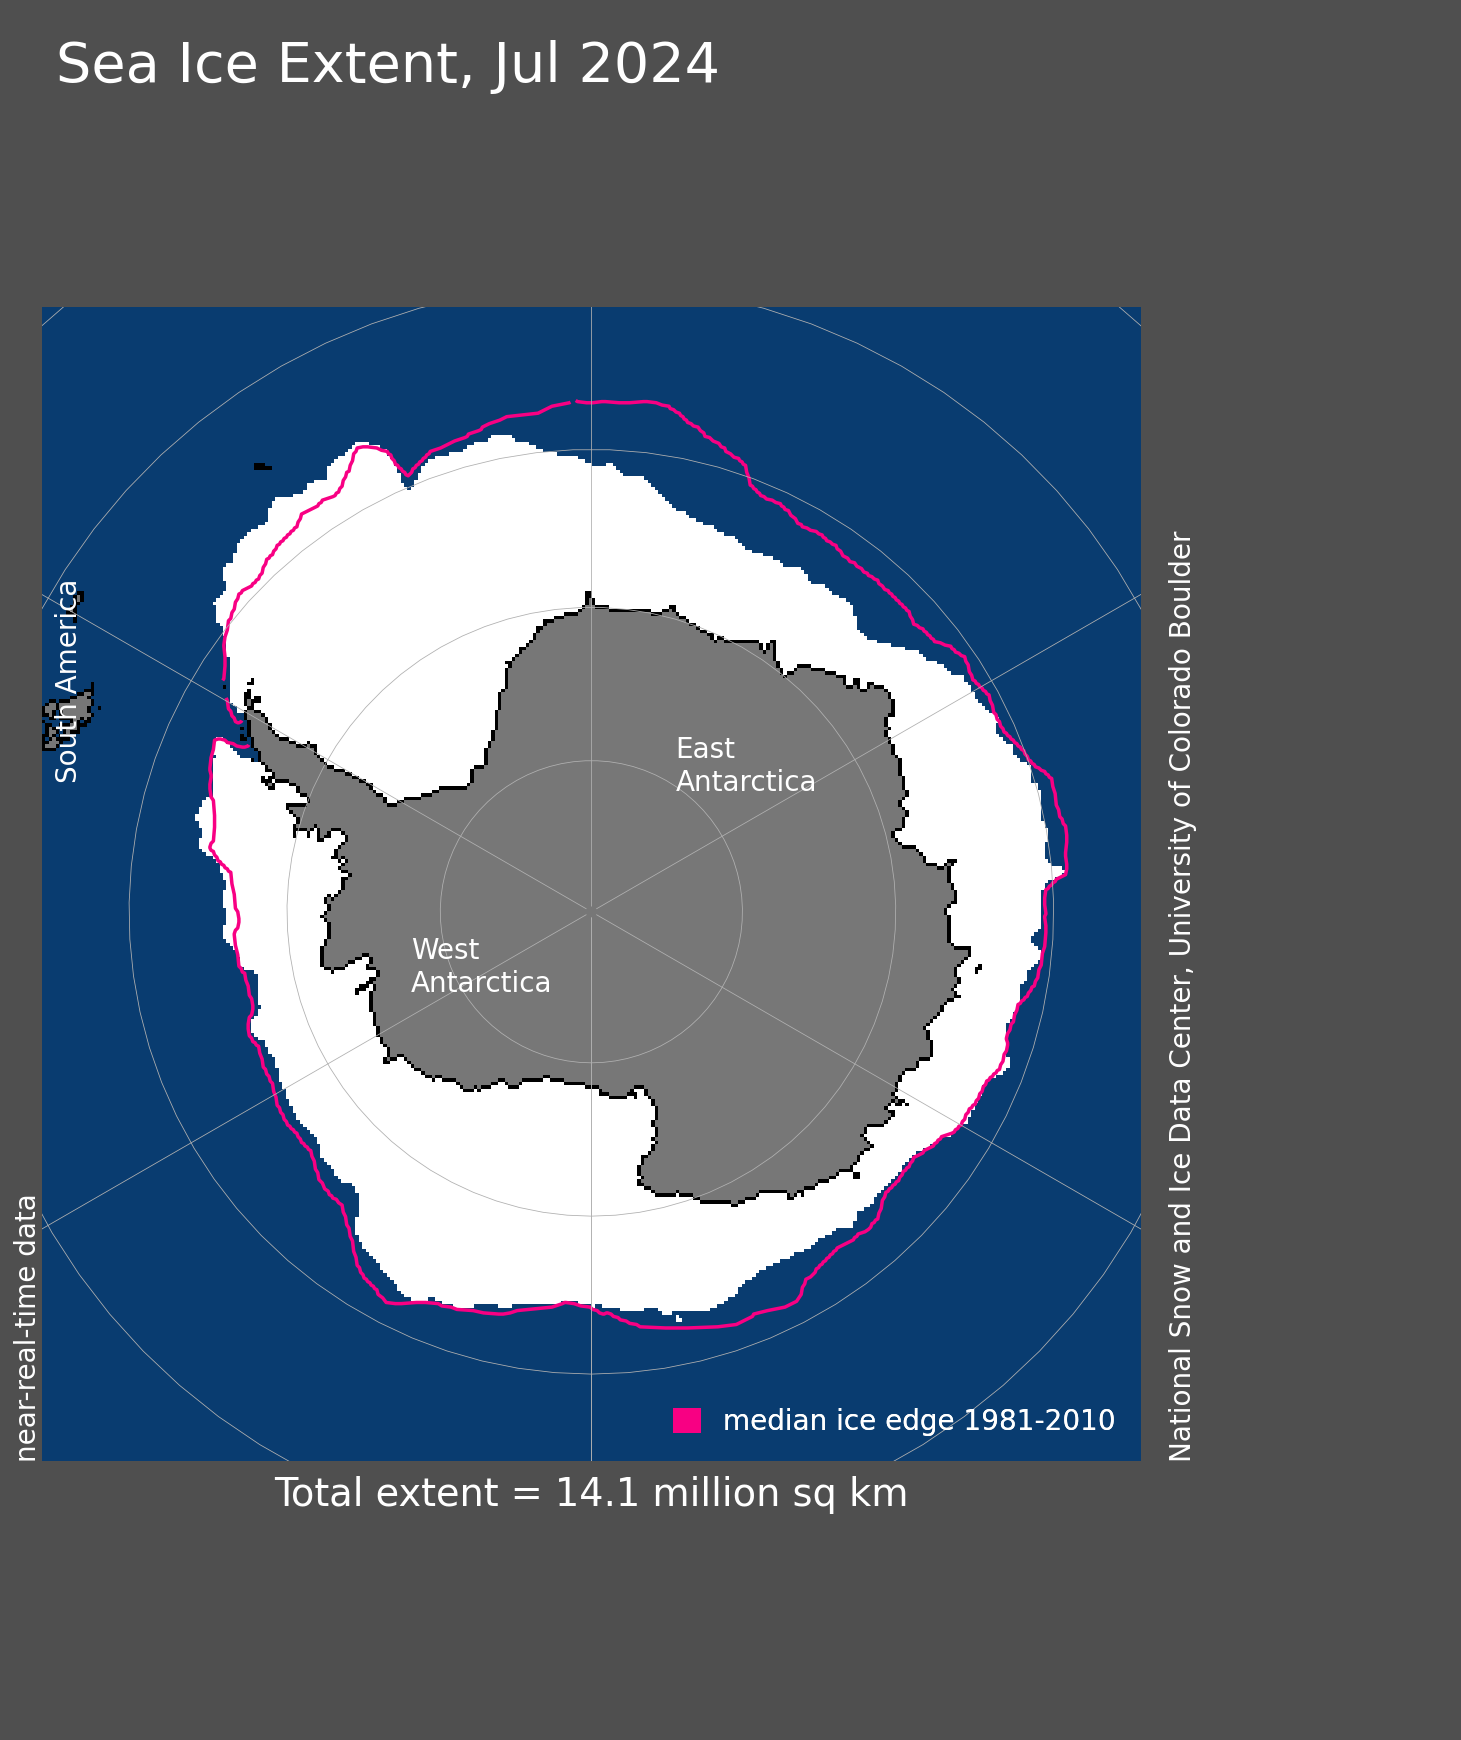 Sea Ice Extent, Jul 2024
South America
East
Antarctica
West
Antarctica
near-real-time data
National Snow and Ice Data Center, University of Colorado Boulder
median ice edge 1981-2010
Total extent = 14.1 million sq km